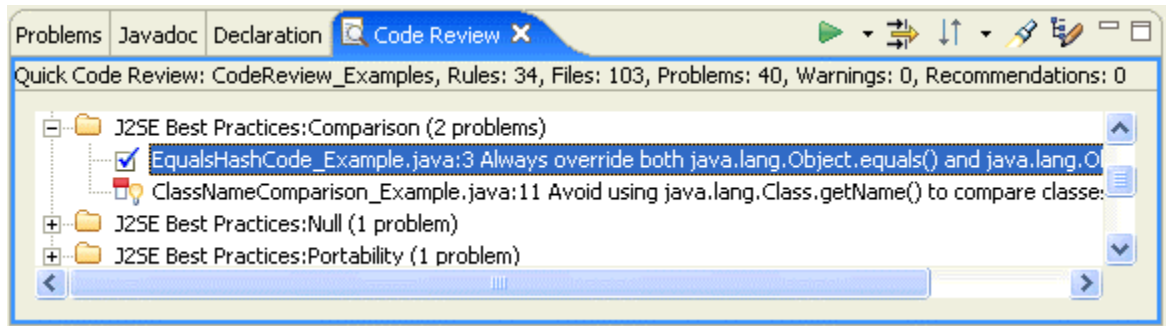 Problems Javadoc Declaration Code Review
Quick Code Review: CodeReview_Examples, Rules: 34, Files: 103, Problems: 40, Warnings: 0, Recommendations: 0
J2SE Best Practices:Comparison (2 problems)
EqualsHashCode_Example.java:3 Always override both java.lang.Object.equals() and java.lang.Ob
ClassNameComparison_Example.java:11 Avoid using java.lang.Class.getName() to compare classes
J2SE Best Practices:Null (1 problem)
J2SE Best Practices:Portability (1 problem)